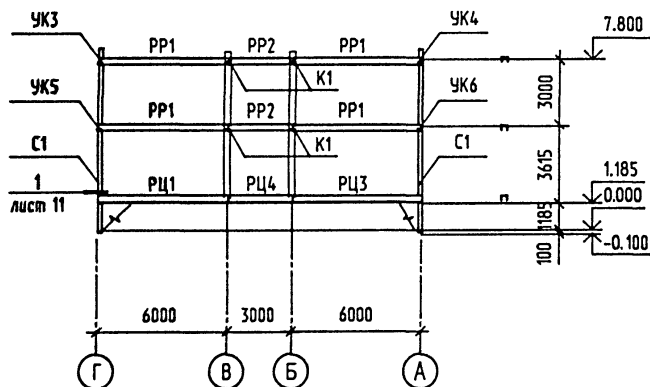 УК3
РР1 РР2 РР1
УК4
7.800
К1
3000
УК5
РР1 РР2 РР1
УК6
К1
С1
С1
3615
1
лист 11
РЦ1 РЦ4 РЦ3
1.185
0.000
1185
-0.100
100
6000 3000 6000
Г В Б А